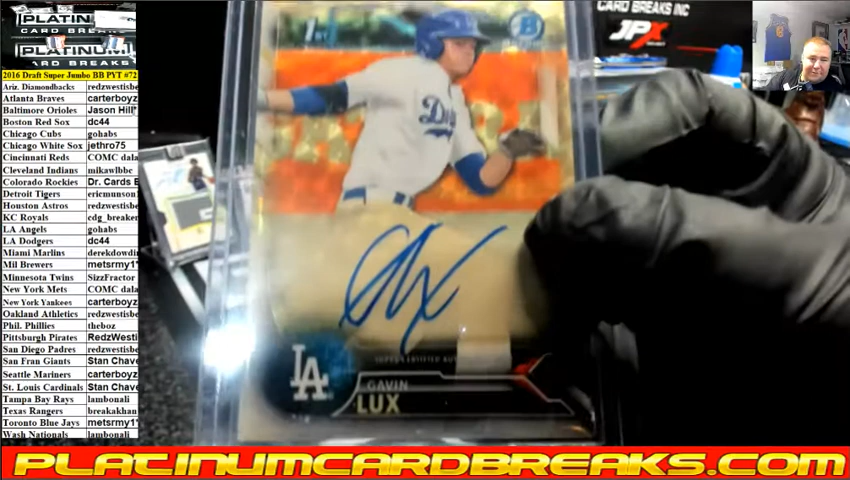 PLATINUM
CARD BREAKS
PLATINUM
CARD BREAKS
2016 Draft Super Jumbo BB PYT #72
Ariz. Diamondbacks redzwestisbe
Atlanta Braves carterboyz
Baltimore Orioles Jason Hill
Boston Red Sox dc44
Chicago Cubs gohabs
Chicago White Sox jethro75
Cincinnati Reds COMC dala
Cleveland Indians mikawlbbc
Colorado Rockies Dr. Cards E
Detroit Tigers ericmunson
Houston Astros redzwestisbe
KC Royals cdg_breaker
LA Angels gohabs
LA Dodgers dc44
Miami Marlins derekdowdin
Mil Brewers metsrmy1
Minnesota Twins SizzFractor
New York Mets COMC dala
New York Yankees carterboyz
Oakland Athletics redzwestisbe
Phil. Phillies theboz
Pittsburgh Pirates RedzWesti
San Diego Padres redzwestisbe
San Fran Giants Stan Chave
Seattle Mariners carterboyz
St. Louis Cardinals Stan Chave
Tampa Bay Rays lambonali
Texas Rangers breakakhan
Toronto Blue Jays metsrmy1
Wash Nationals lambonali
CARD BREAKS INC
JPX
1st
LA
GAVIN
LUX
PLATINUMCARDBREAKS.COM